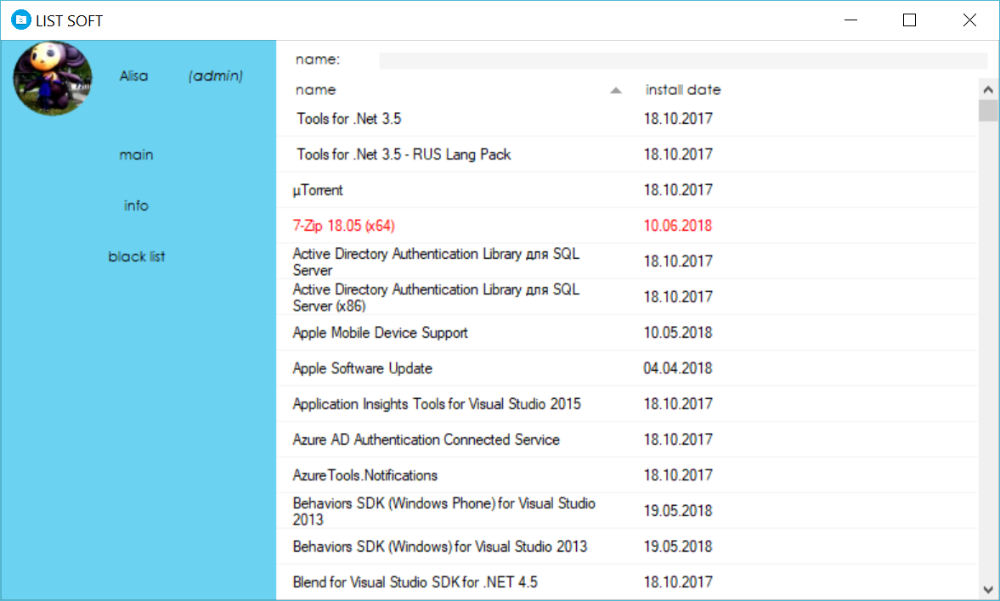 LIST SOFT
Alisa (admin)
main
info
black list
name:
name install date
Tools for .Net 3.5 18.10.2017
Tools for .Net 3.5 - RUS Lang Pack 18.10.2017
µTorrent 18.10.2017
7-Zip 18.05 (x64) 10.06.2018
Active Directory Authentication Library для SQL
Server 18.10.2017
Active Directory Authentication Library для SQL
Server (x86) 18.10.2017
Apple Mobile Device Support 10.05.2018
Apple Software Update 04.04.2018
Application Insights Tools for Visual Studio 2015 18.10.2017
Azure AD Authentication Connected Service 18.10.2017
AzureTools.Notifications 18.10.2017
Behaviors SDK (Windows Phone) for Visual Studio
2013 19.05.2018
Behaviors SDK (Windows) for Visual Studio 2013 19.05.2018
Blend for Visual Studio SDK for .NET 4.5 18.10.2017